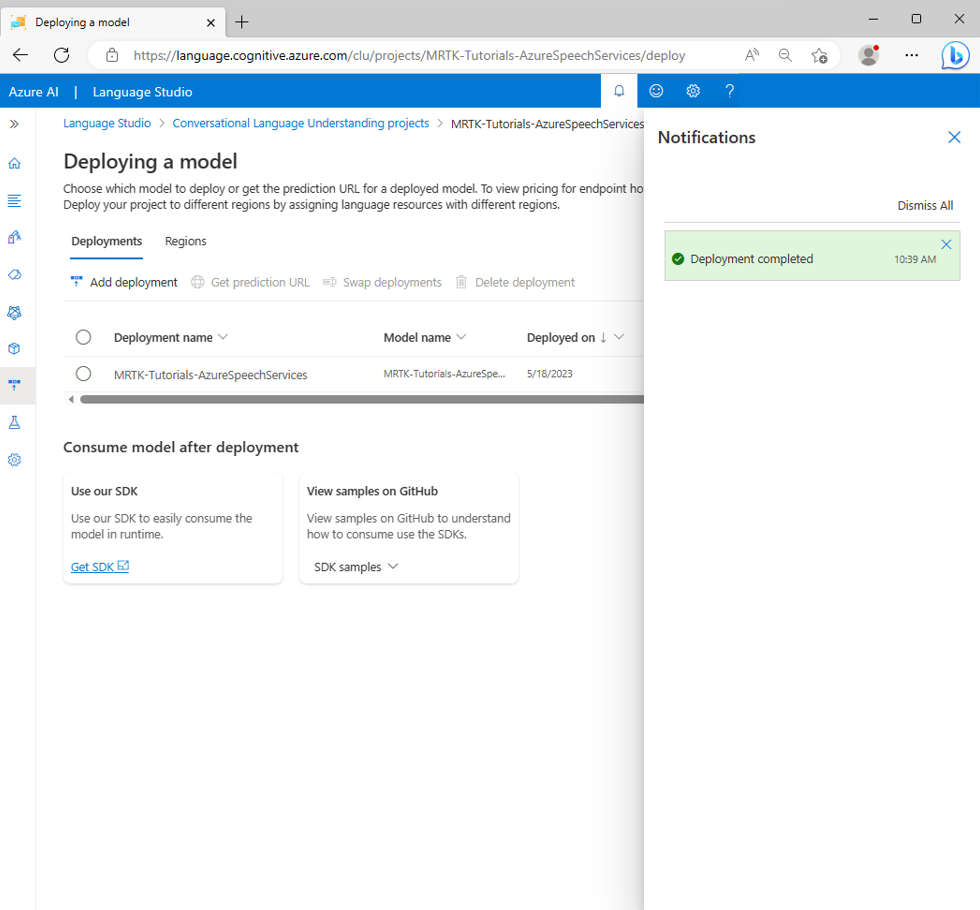 Deploying a model
https://language.cognitive.azure.com/clu/projects/MRTK-Tutorials-AzureSpeechServices/deploy
Azure AI | Language Studio
Language Studio > Conversational Language Understanding projects > MRTK-Tutorials-AzureSpeechServices
Deploying a model
Choose which model to deploy or get the prediction URL for a deployed model. To view pricing for endpoint ho
Deploy your project to different regions by assigning language resources with different regions.
Deployments Regions
Add deployment Get prediction URL Swap deployments Delete deployment
Deployment name Model name Deployed on ↓
MRTK-Tutorials-AzureSpeechServices MRTK-Tutorials-AzureSpe... 5/18/2023
Consume model after deployment
Use our SDK
Use our SDK to easily consume the
model in runtime.
Get SDK
View samples on GitHub
View samples on GitHub to understand
how to consume use the SDKs.
SDK samples
Notifications
Dismiss All
Deployment completed 10:39 AM